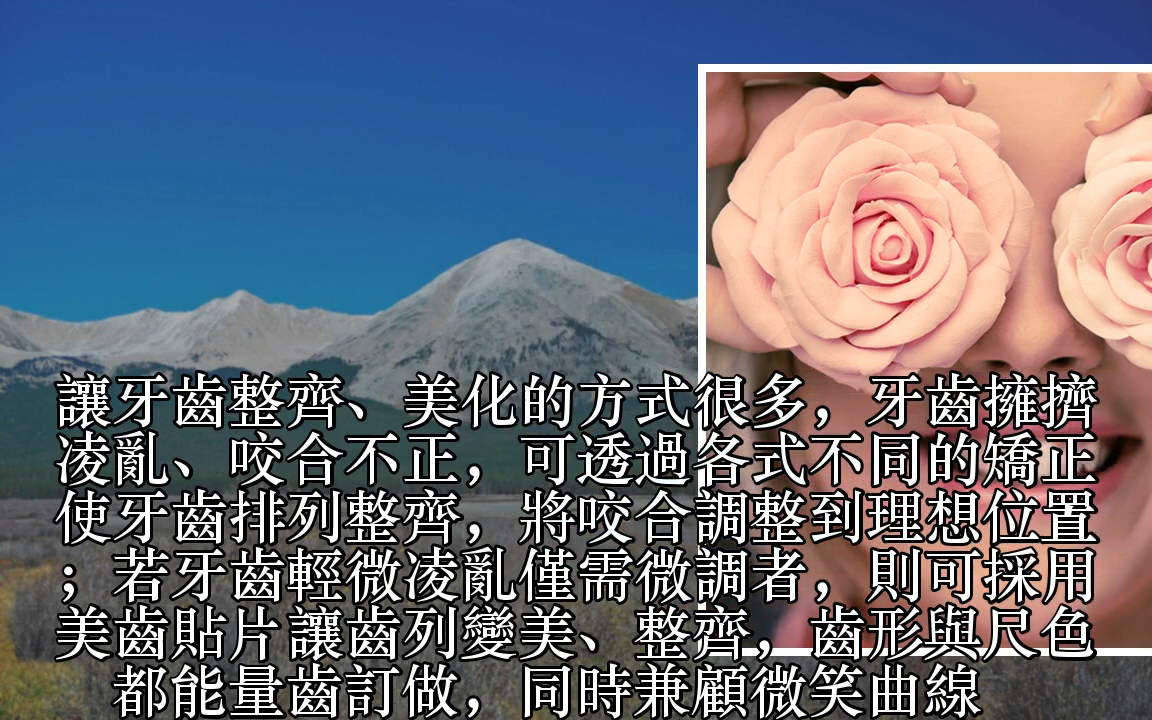 讓牙齒整齊、美化的方式很多，牙齒擁擠
凌亂、咬合不正，可透過各式不同的矯正
使牙齒排列整齊，將咬合調整到理想位置
；若牙齒輕微凌亂僅需微調者，則可採用
美齒貼片讓齒列變美、整齊，齒形與尺色
都能量齒訂做，同時兼顧微笑曲線